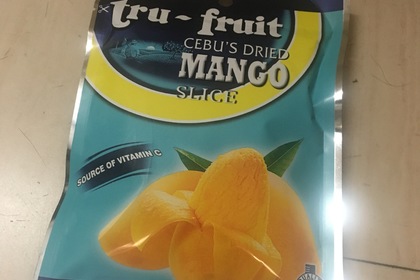 tru-fruit
CEBU'S DRIED
MANGO
SLICE
SOURCE OF VITAMIN C